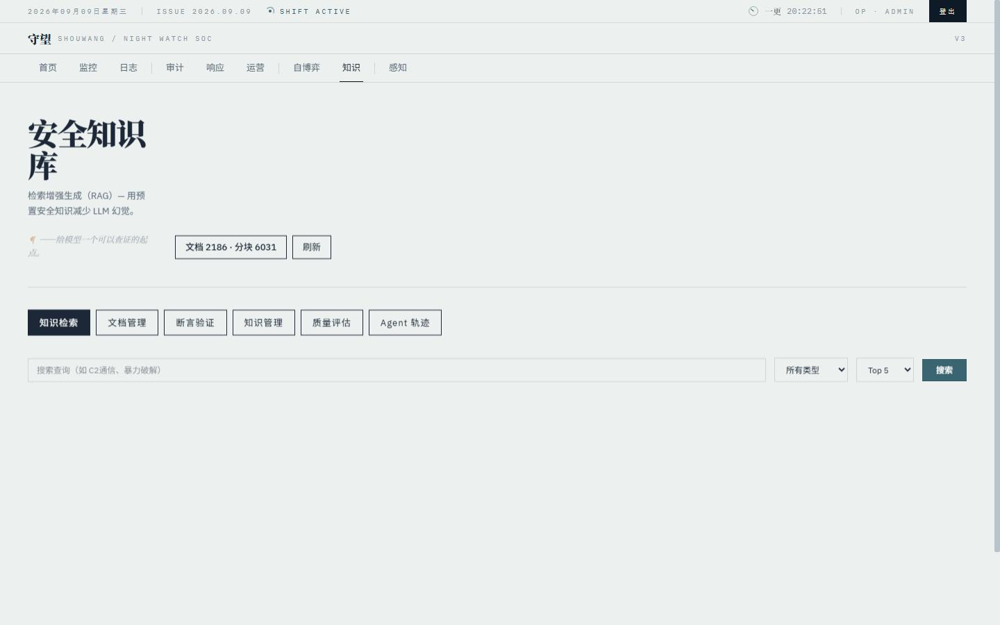 2026年09月09日星期三 ISSUE 2026.09.09 SHIFT ACTIVE 一更 20:22:51 OP · ADMIN 登出
守望 SHOUWANG / NIGHT WATCH SOC V3
首页 监控 日志 审计 响应 运营 自博弈 知识 感知
安全知识
库
检索增强生成（RAG）— 用预
置安全知识减少 LLM 幻觉。
¶ ——给模型一个可以查证的起
点。
文档 2186 · 分块 6031 刷新
知识检索 文档管理 断言验证 知识管理 质量评估 Agent 轨迹
搜索查询（如 C2通信、暴力破解） 所有类型 Top 5 搜索